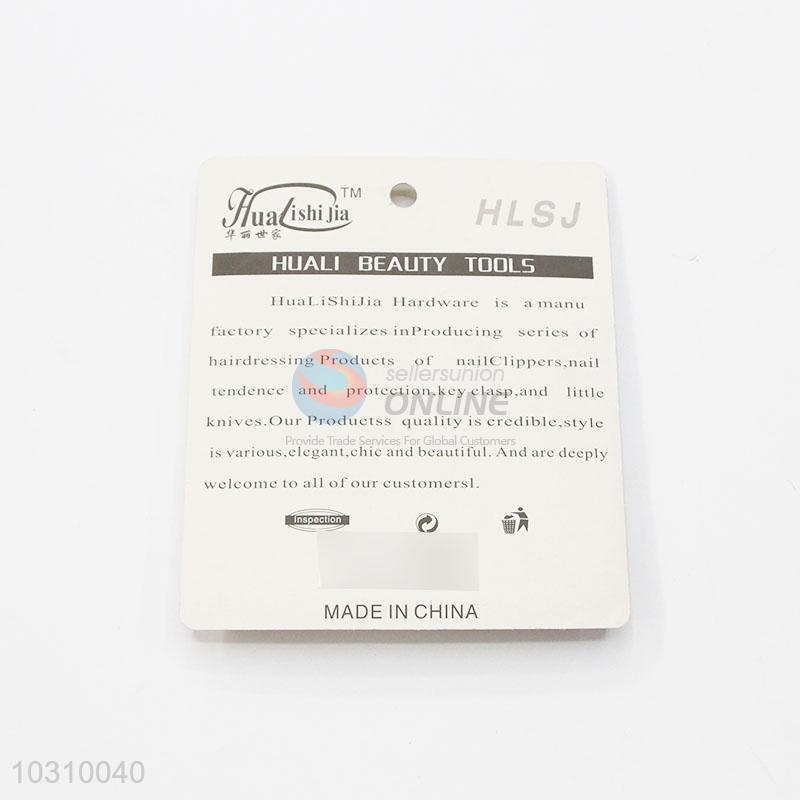 HuaLishi Jia TM
华丽世家
HLSJ
HUALI BEAUTY TOOLS
HuaLiShiJia Hardware is a manu
factory specializes inProducing series of
hairdressing Products of nailClippers,nail
tendence and protection,key clasp,and little
knives.Our Productss quality is credible,style
is various,elegant,chic and beautiful. And are deeply
welcome to all of our customersl.
sellersunion
ONLINE
Provide Trade Services For Global Customers
Inspection
MADE IN CHINA
10310040